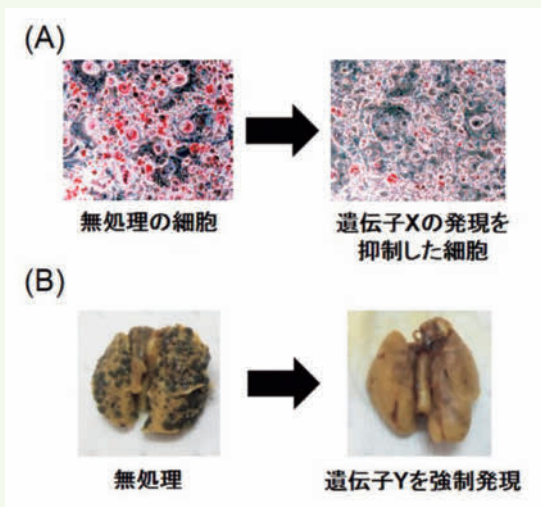 (A)
無処理の細胞
遺伝子Xの発現を
抑制した細胞
(B)
無処理
遺伝子Yを強制発現